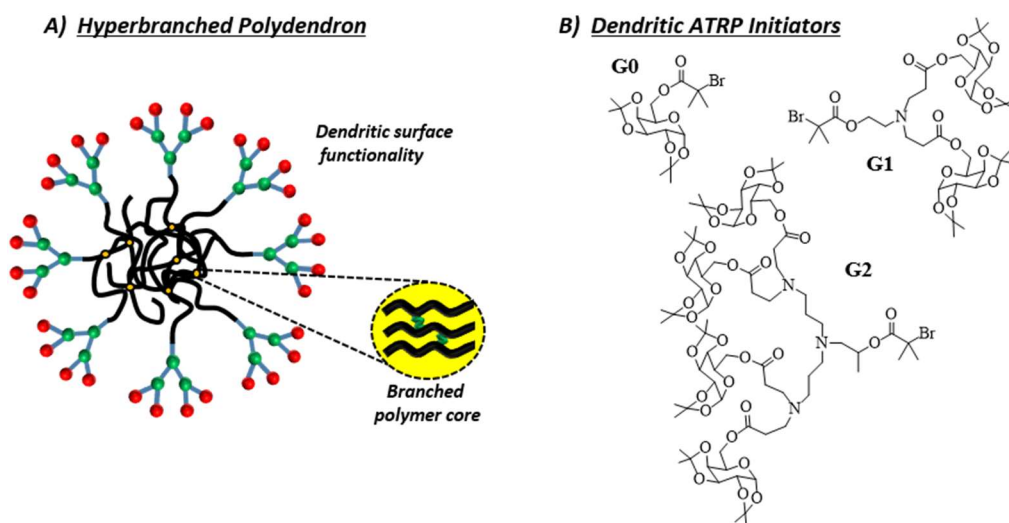 A) Hyperbranched Polydendron
Dendritic surface
functionality
Branched
polymer core
B) Dendritic ATRP Initiators
G0
O
Br
O
O
O
O
O
O
G1
Br
O
O
N
O
O
O
O
O
O
O
O
O
O
O
O
O
O
G2
O
O
O
O
O
O
O
O
O
O
O
O
O
O
N
N
O
O
Br
O
O
O
O
O
O
O
N
O
O
O
O
O
O
O